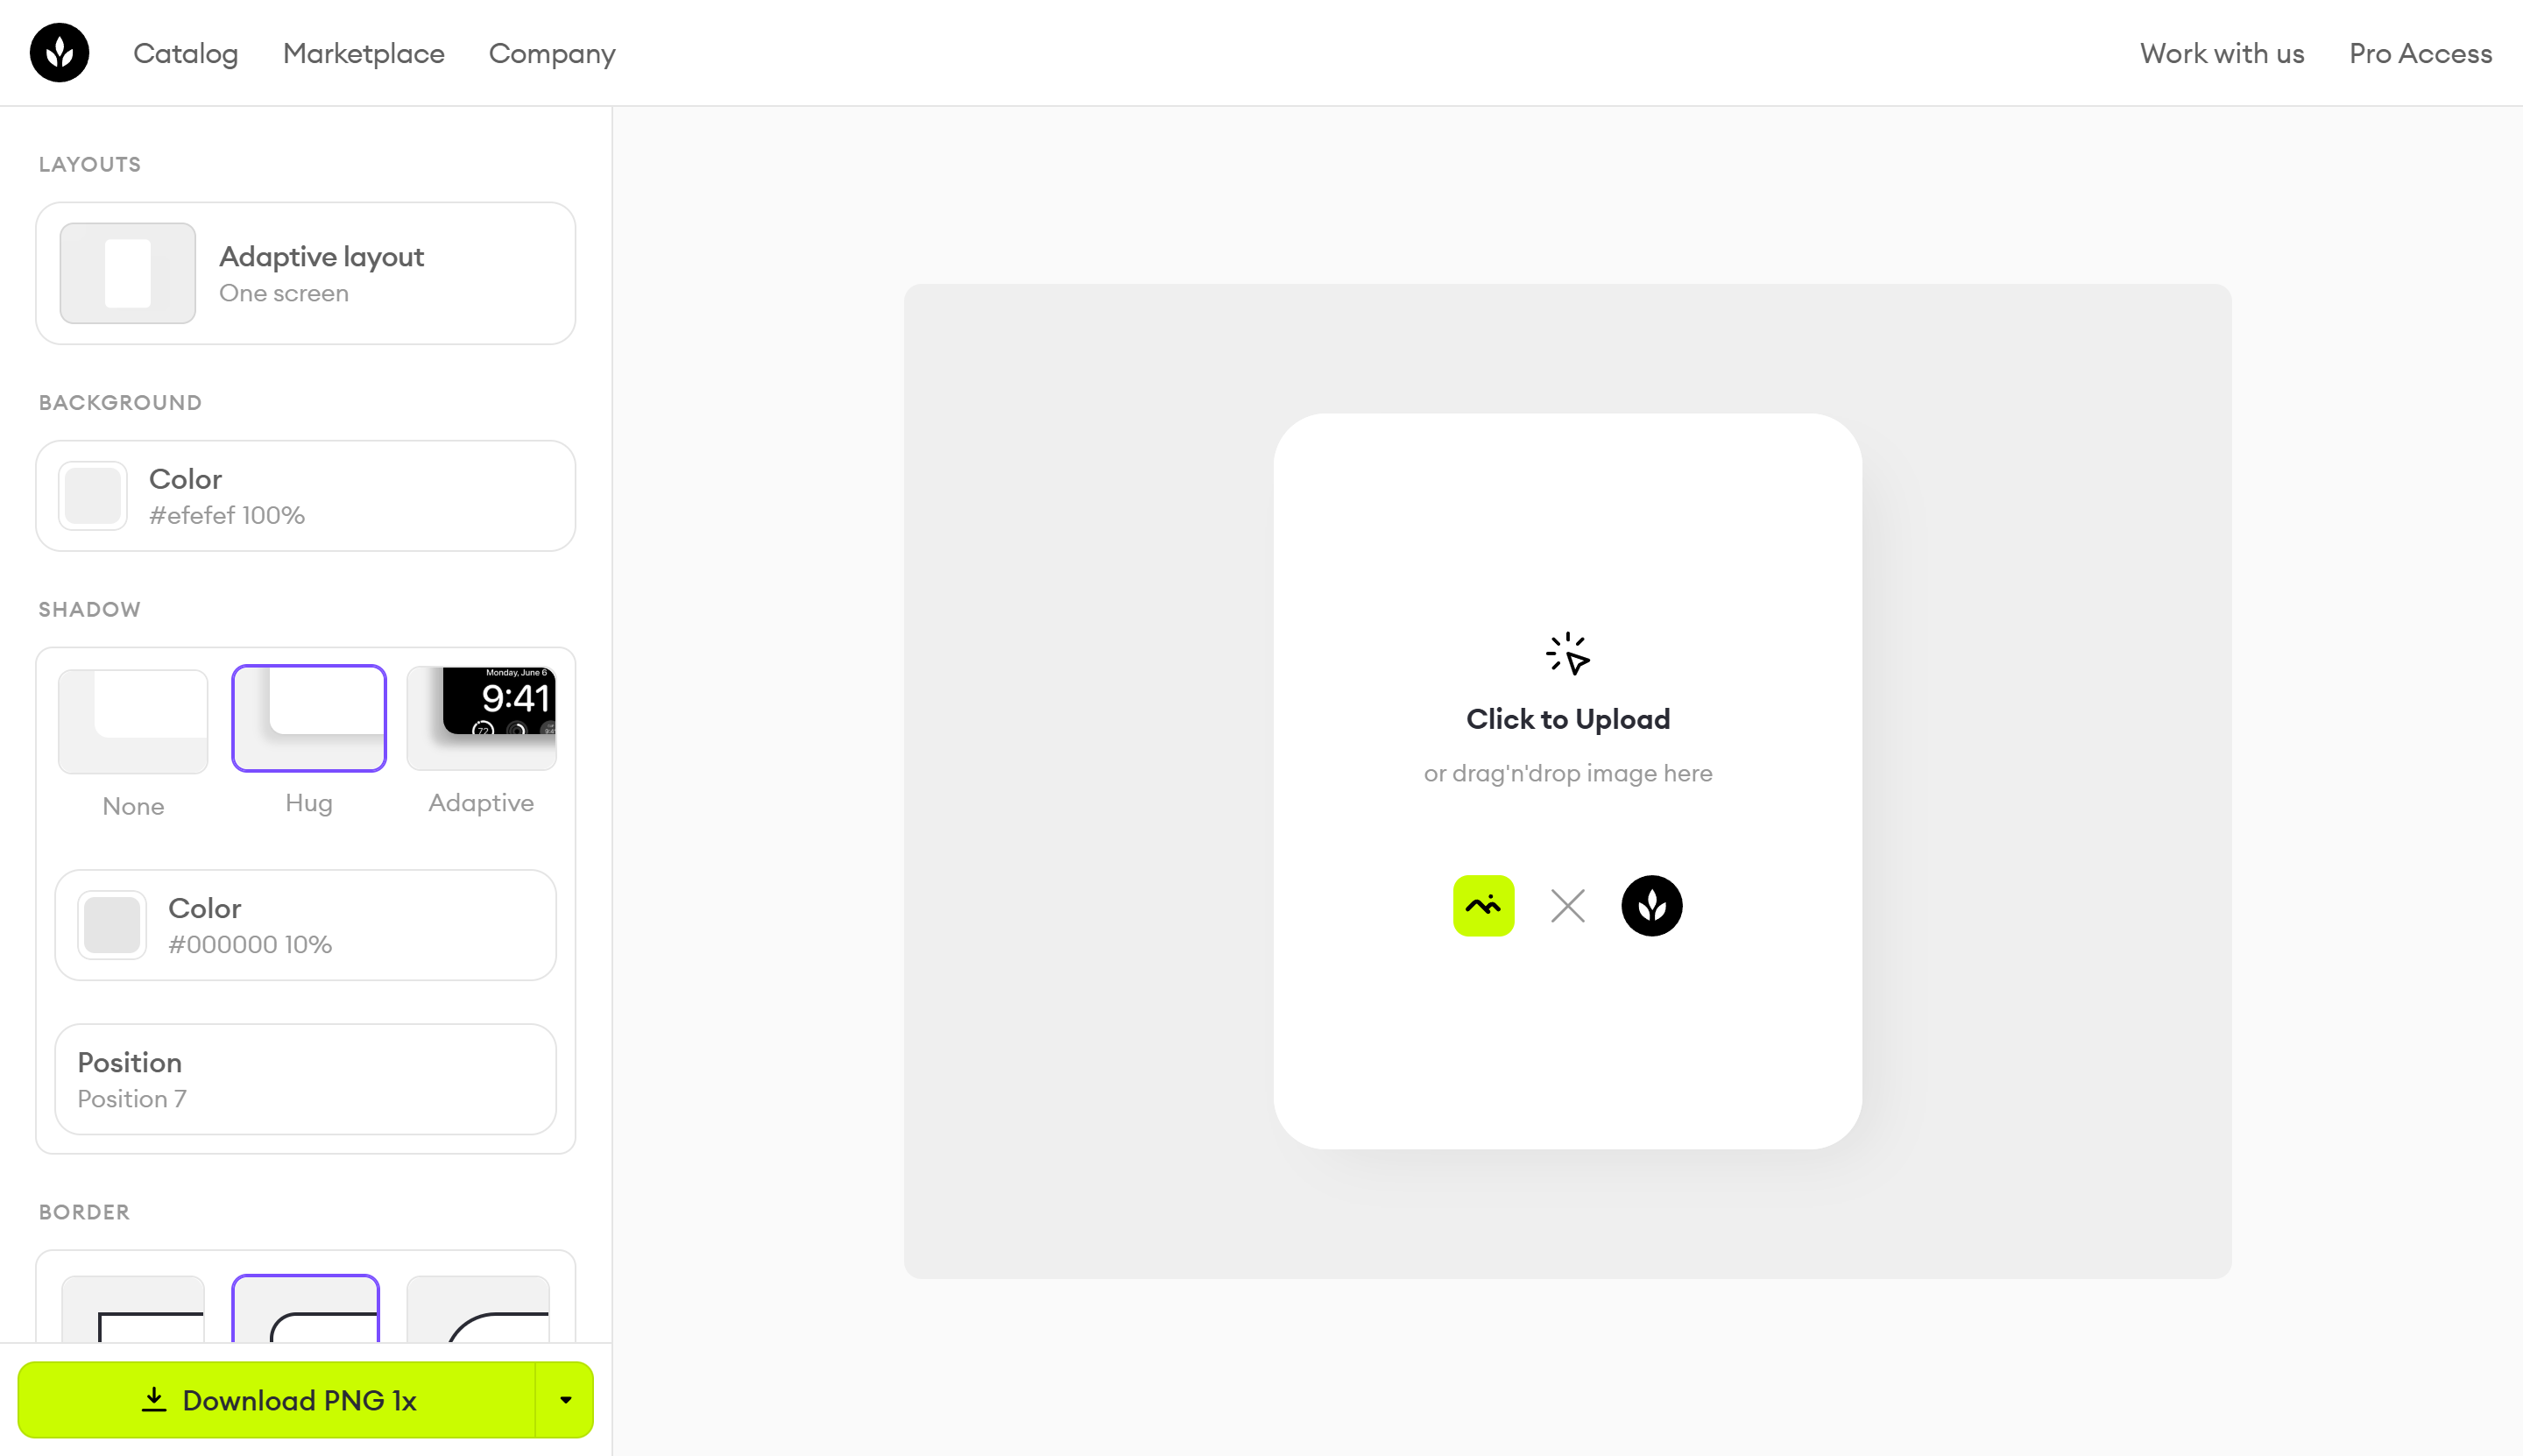 Catalog
Marketplace
Company
Work with us
Pro Access
LAYOUTS
Adaptive layout
One screen
BACKGROUND
Color
#efefef 100%
SHADOW
Monday, June 6
9:41
72
None
Hug
Adaptive
Color
#000000 10%
Position
Position 7
BORDER
Download PNG 1x
Click to Upload
or drag'n'drop image here